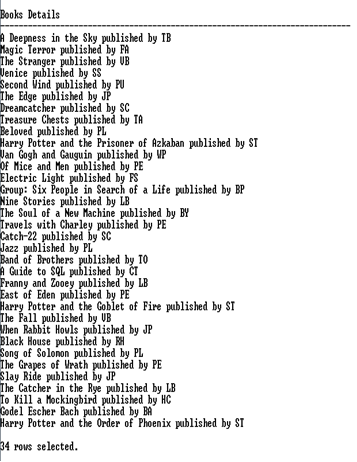 Books Details
--------------------------------------------------------------------------------
A Deepness in the Sky published by TB
Magic Terror published by FA
The Stranger published by VB
Venice published by SS
Second Wind published by PU
The Edge published by JP
Dreamcatcher published by SC
Treasure Chests published by TA
Beloved published by PL
Harry Potter and the Prisoner of Azkaban published by ST
Van Gogh and Gauguin published by WP
Of Mice and Men published by PE
Electric Light published by FS
Group: Six People in Search of a Life published by BP
Nine Stories published by LB
The Soul of a New Machine published by BY
Travels with Charley published by PE
Catch-22 published by SC
Jazz published by PL
Band of Brothers published by TO
A Guide to SQL published by CT
Franny and Zooey published by LB
East of Eden published by PE
Harry Potter and the Goblet of Fire published by ST
The Fall published by VB
When Rabbit Howls published by JP
Black House published by RH
Song of Solomon published by PL
The Grapes of Wrath published by PE
Slay Ride published by JP
The Catcher in the Rye published by LB
To Kill a Mockingbird published by HC
Godel Escher Bach published by BA
Harry Potter and the Order of Phoenix published by ST
34 rows selected.